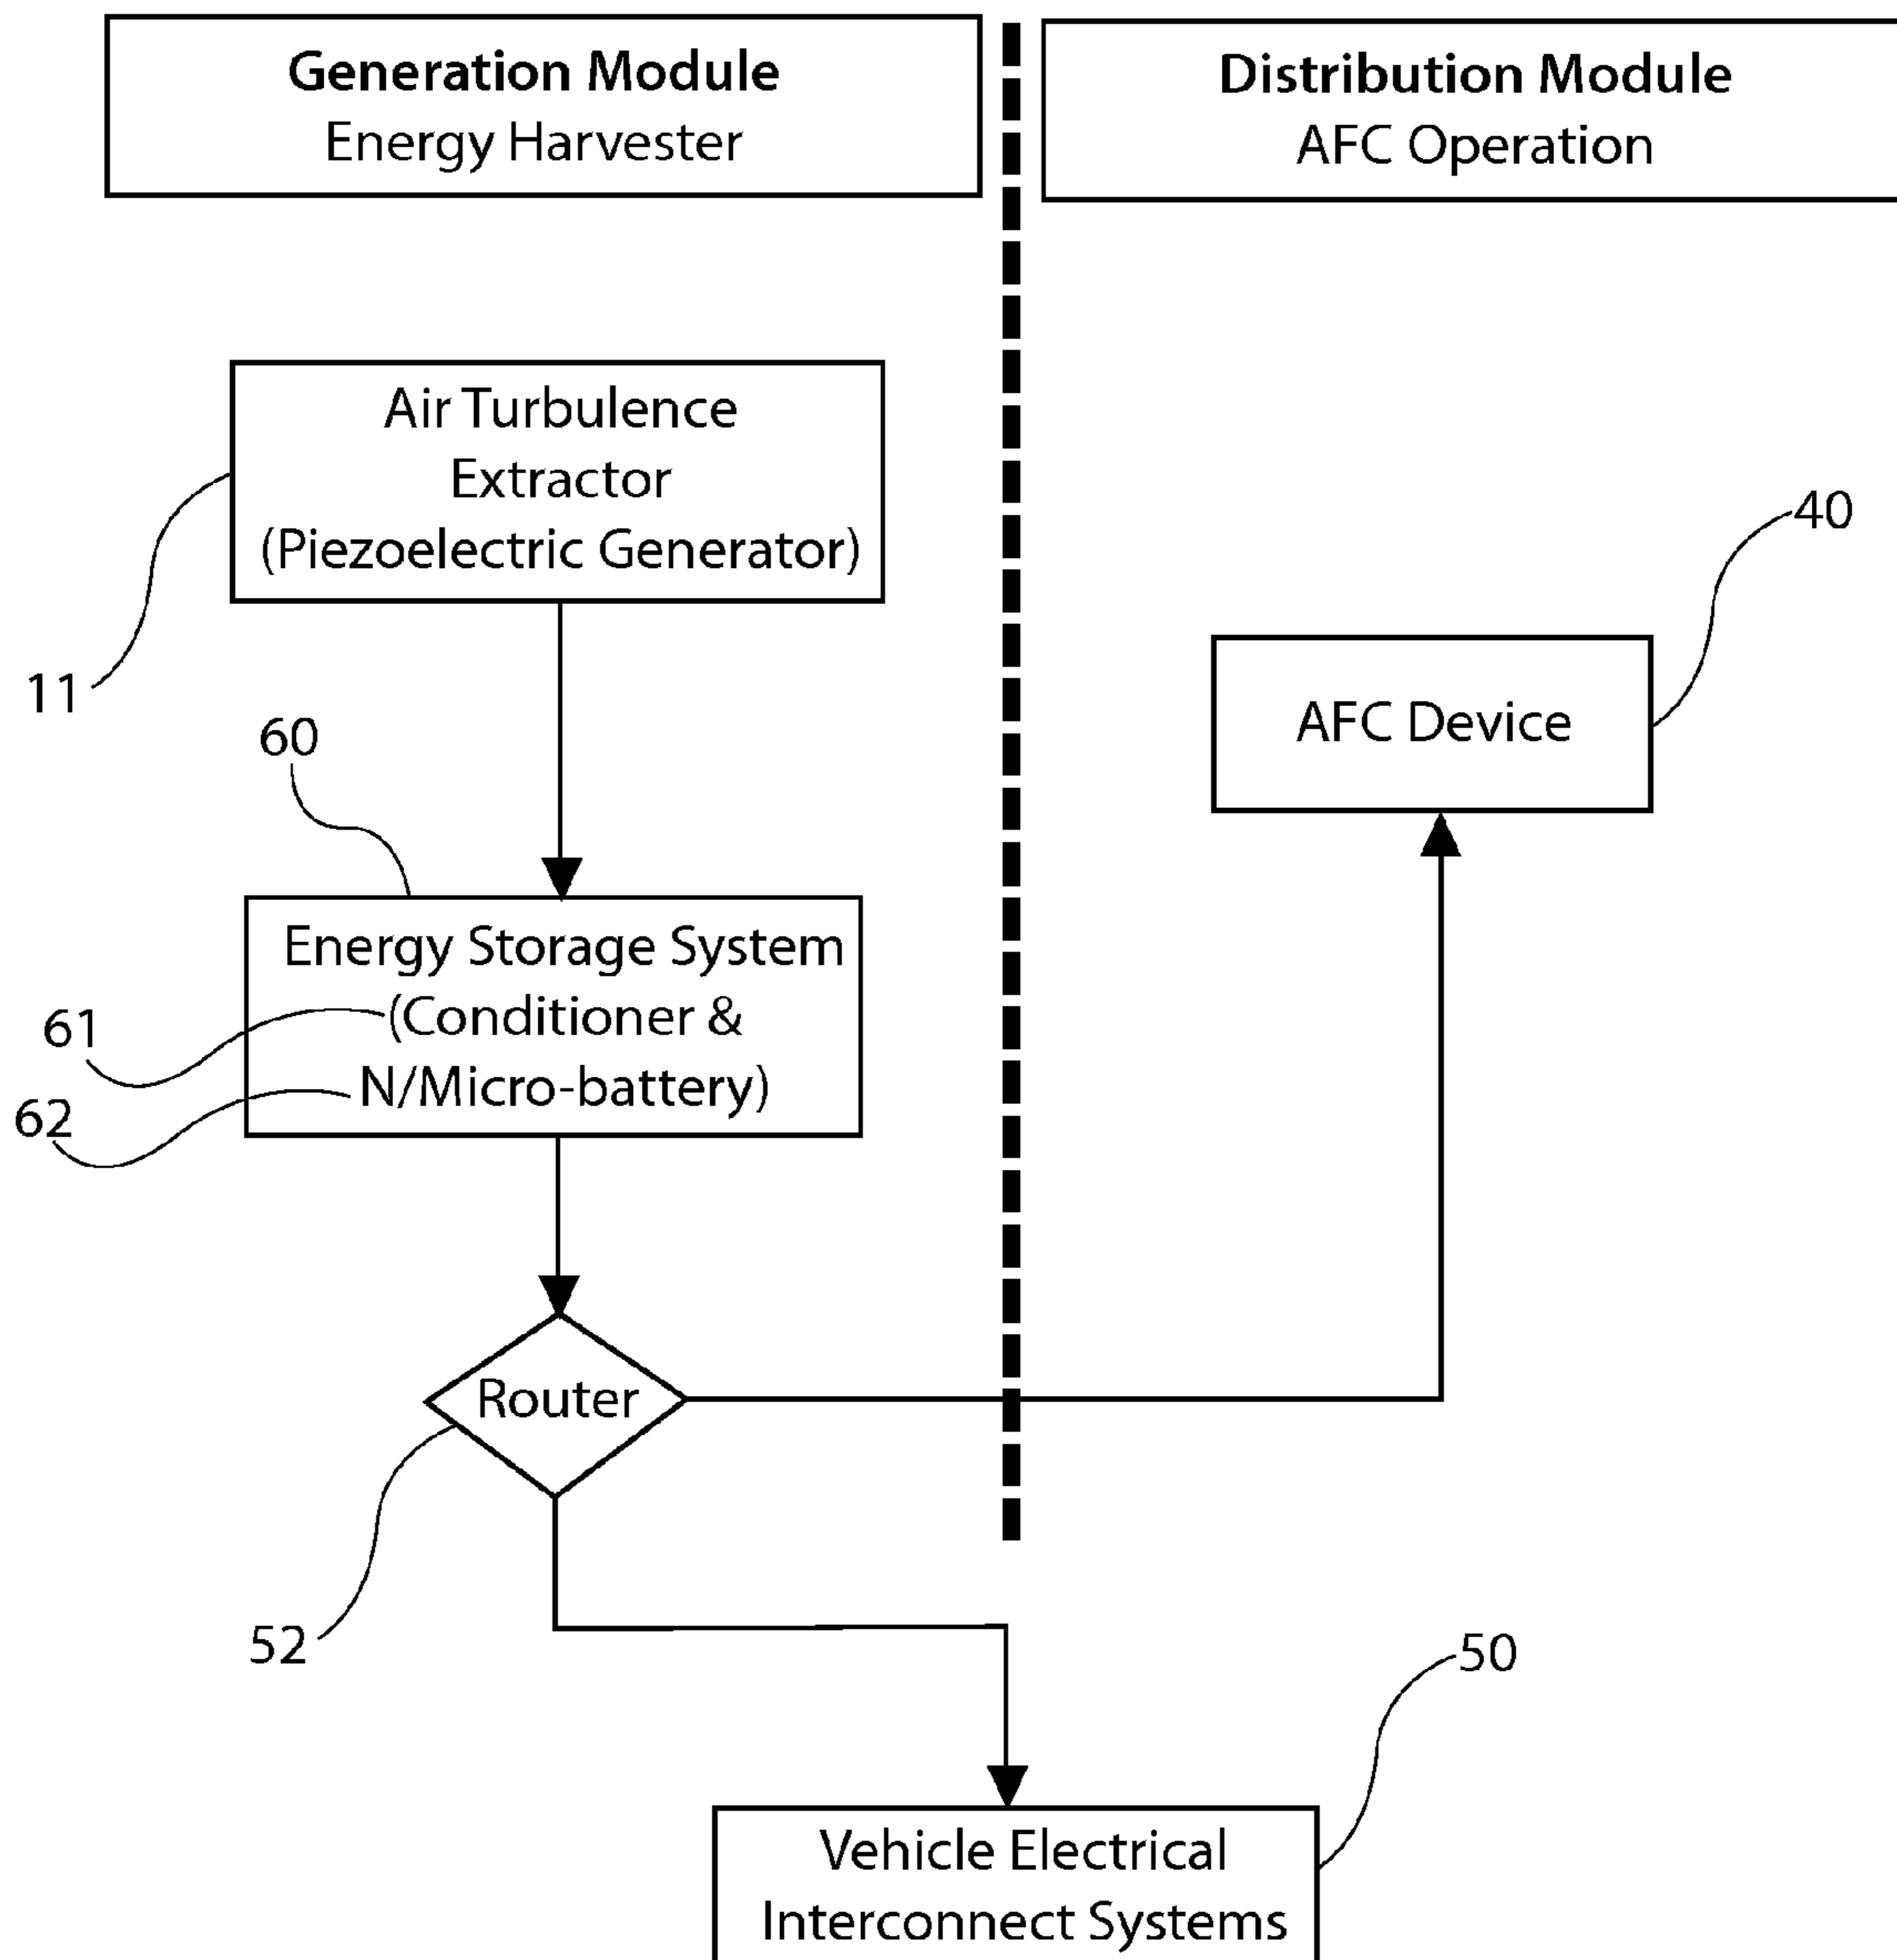 Generation Module
Energy Harvester
Distribution Module
AFC Operation
Air Turbulence
Extractor
(Piezoelectric Generator)
11
40
AFC Device
60
Energy Storage System
(Conditioner &
N/Micro-battery)
61
62
Router
52
50
Vehicle Electrical
Interconnect Systems